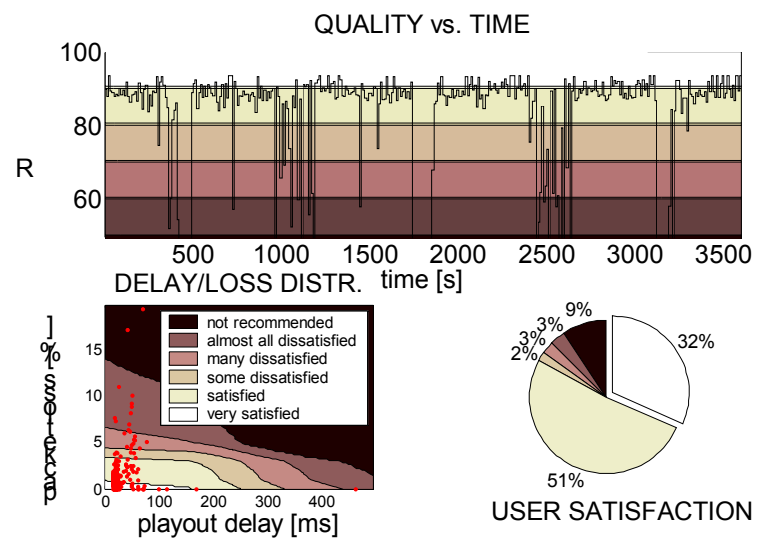 QUALITY vs. TIME
100
80
60
R
500 1000 1500 2000 2500 3000 3500
time [s]
DELAY/LOSS DISTR.
packet loss [%]
15
10
5
0
0 100 200 300 400
playout delay [ms]
not recommended
almost all dissatisfied
many dissatisfied
some dissatisfied
satisfied
very satisfied
9%
3%
3%
2%
32%
51%
USER SATISFACTION